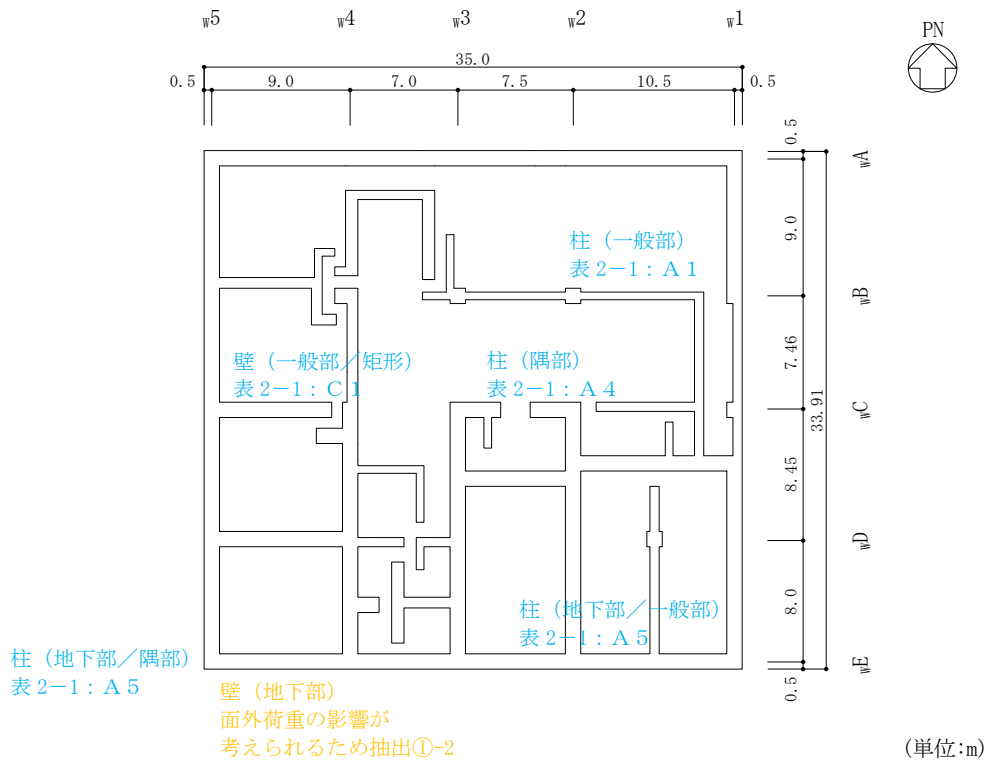 W5 W4 W3 W2 W1
PN
35.0
0.5 9.0 7.0 7.5 10.5 0.5
0.5
WA
9.0
柱（一般部）
表2－1：A1
WB
壁（一般部／矩形）
表2－1：C1
柱（隅部）
表2－1：A4
7.46
33.91
WC
8.45
WD
柱（地下部／一般部）
表2－1：A5
8.0
柱（地下部／隅部）
表2－1：A5
WE
0.5
壁（地下部）
面外荷重の影響が
考えられるため抽出①-2
(単位:m)